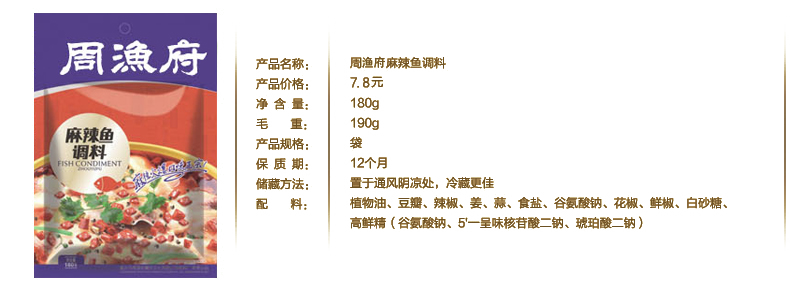 周渔府
麻辣鱼
调料
FISH CONDIMENT
ZHOUYUFU
产品名称： 周渔府麻辣鱼调料
产品价格： 7.8元
净 含 量： 180g
毛 重： 190g
产品规格： 袋
保 质 期： 12个月
储藏方法： 置于通风阴凉处，冷藏更佳
配 料： 植物油、豆瓣、辣椒、姜、蒜、食盐、谷氨酸钠、花椒、鲜椒、白砂糖、
高鲜精（谷氨酸钠、5'一呈味核苷酸二钠、琥珀酸二钠）